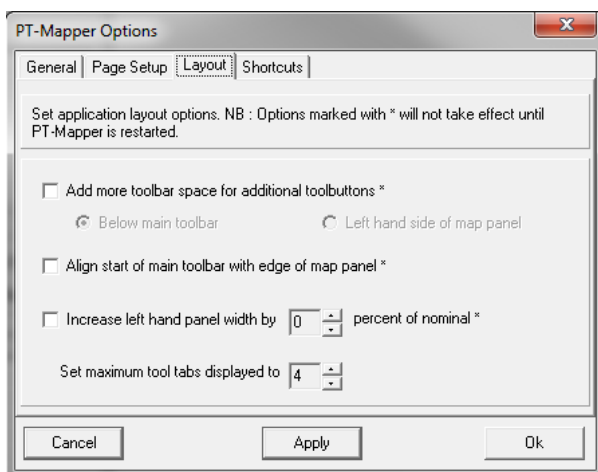 PT-Mapper Options
General Page Setup Layout Shortcuts
Set application layout options. NB : Options marked with * will not take effect until
PT-Mapper is restarted.
Add more toolbar space for additional toolbuttons *
Below main toolbar Left hand side of map panel
Align start of main toolbar with edge of map panel *
Increase left hand panel width by 0 percent of nominal *
Set maximum tool tabs displayed to 4
Cancel Apply Ok